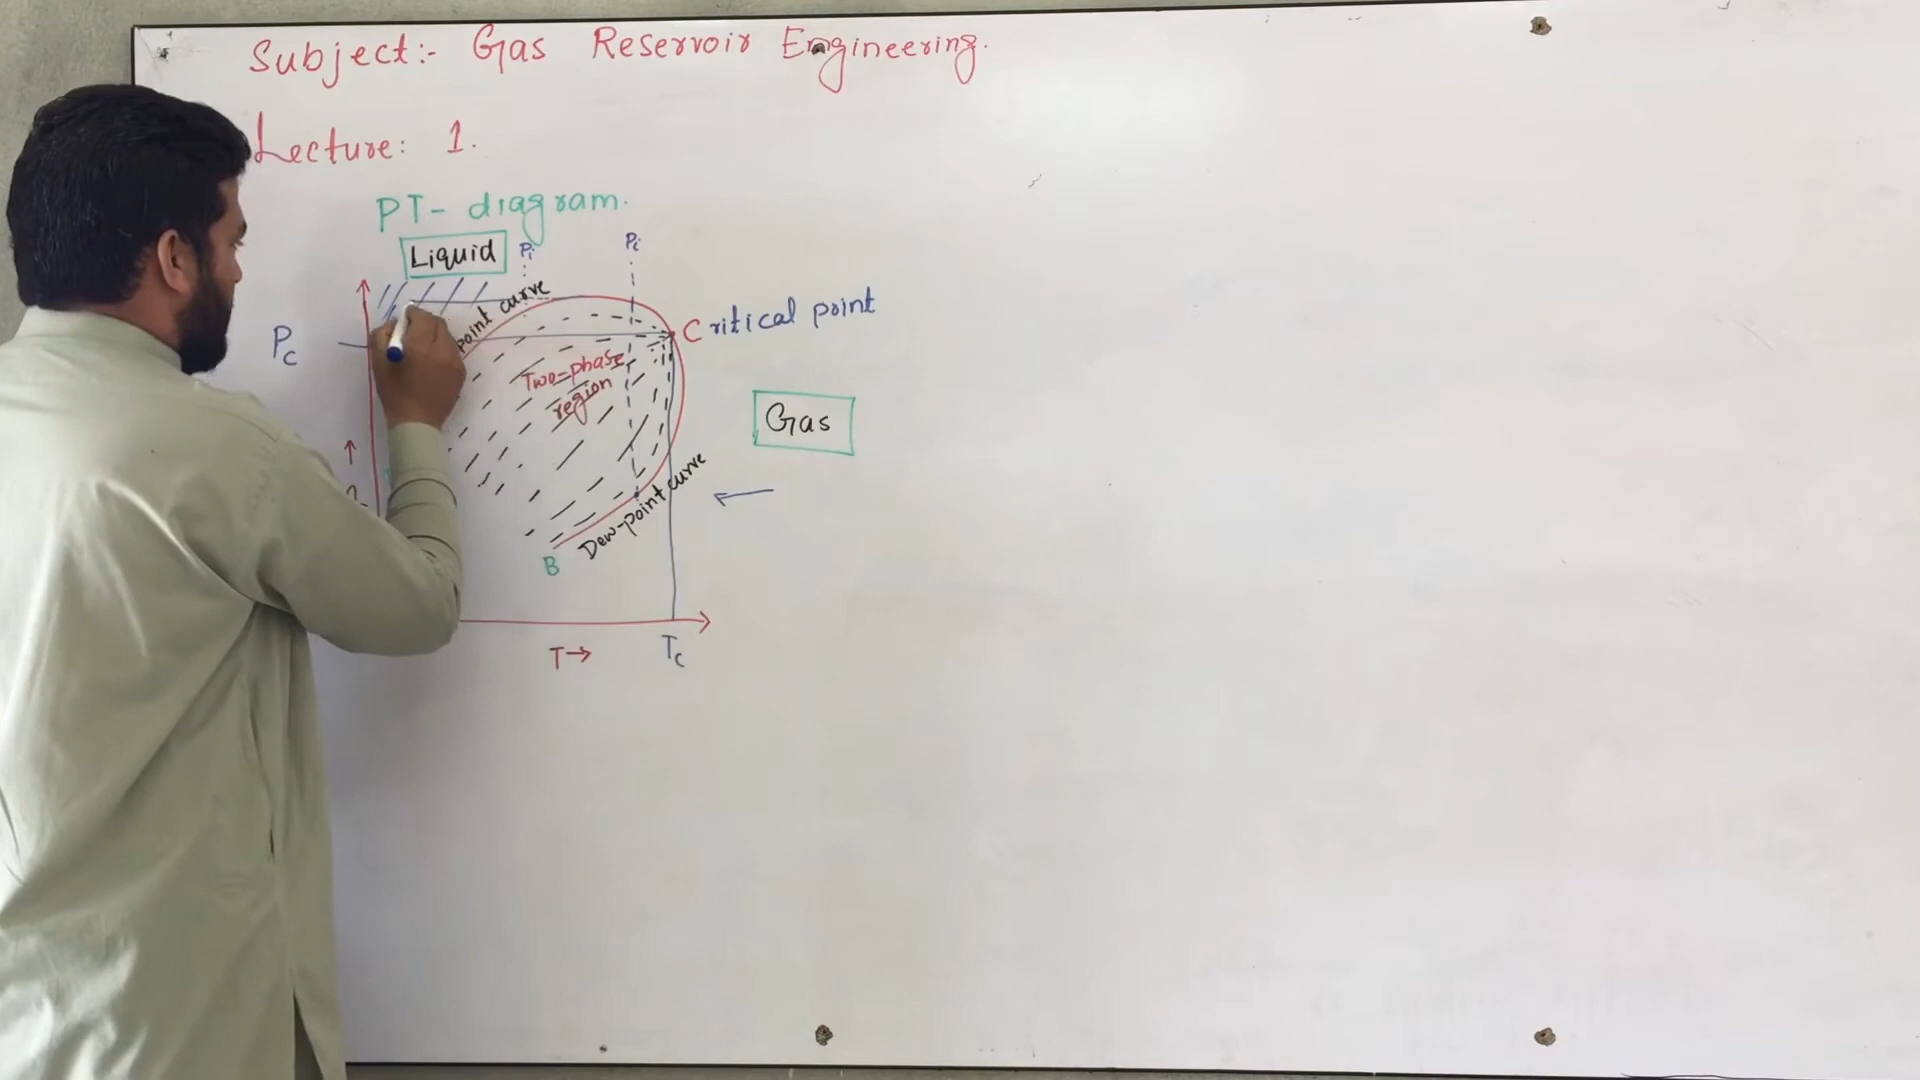 Subject:- Gas Reservoir Engineering.
Lecture: 1.
PT- diagram.
Liquid
Pi
Pi
point curve
Critical point
Pc
Two-phase
region
Gas
Dew-point curve
B
T→
Tc